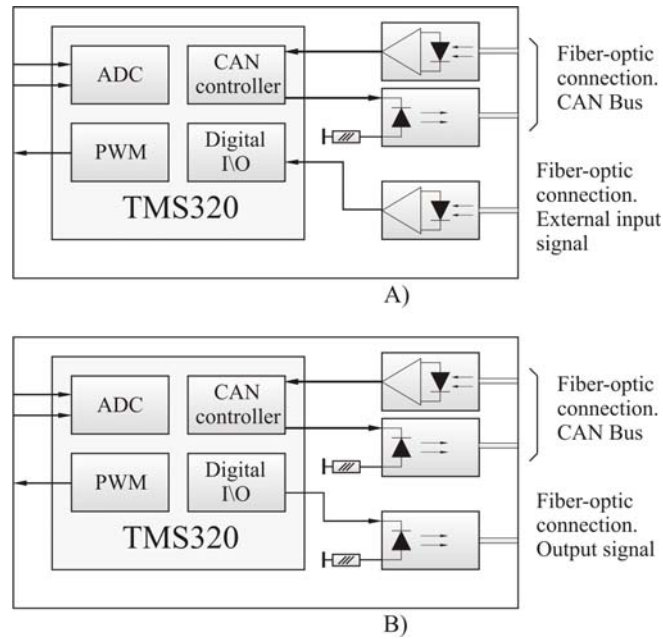 ADC
CAN
controller
PWM
Digital
I\O
TMS320
Fiber-optic
connection.
CAN Bus
Fiber-optic
connection.
External input
signal
A)
ADC
CAN
controller
PWM
Digital
I\O
TMS320
Fiber-optic
connection.
CAN Bus
Fiber-optic
connection.
Output signal
B)